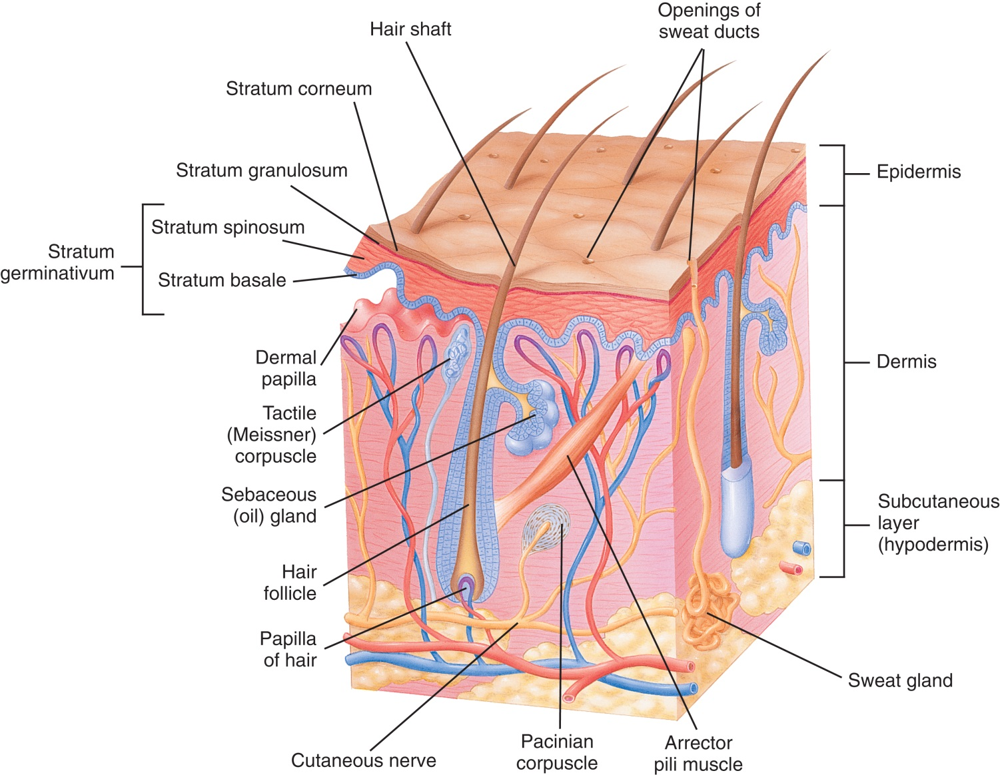 Openings of
sweat ducts
Hair shaft
Stratum corneum
Stratum granulosum
Stratum spinosum
Stratum
germinativum
Stratum basale
Dermal
papilla
Tactile
(Meissner)
corpuscle
Sebaceous
(oil) gland
Hair
follicle
Papilla
of hair
Cutaneous nerve
Pacinian
corpuscle
Arrector
pili muscle
Sweat gland
Epidermis
Dermis
Subcutaneous
layer
(hypodermis)